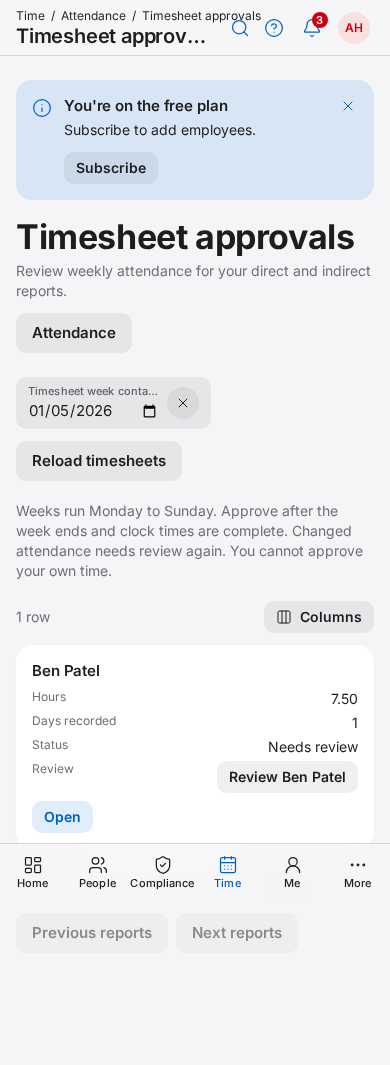 Time / Attendance / Timesheet approvals
Timesheet approv...
3
AH
You're on the free plan
Subscribe to add employees.
Subscribe
Timesheet approvals
Review weekly attendance for your direct and indirect
reports.
Attendance
Timesheet week conta...
01/05/2026
Reload timesheets
Weeks run Monday to Sunday. Approve after the
week ends and clock times are complete. Changed
attendance needs review again. You cannot approve
your own time.
1 row
Columns
Ben Patel
Hours
7.50
Days recorded
1
Status
Needs review
Review
Review Ben Patel
Open
Home
People
Compliance
Time
Me
More
Previous reports
Next reports